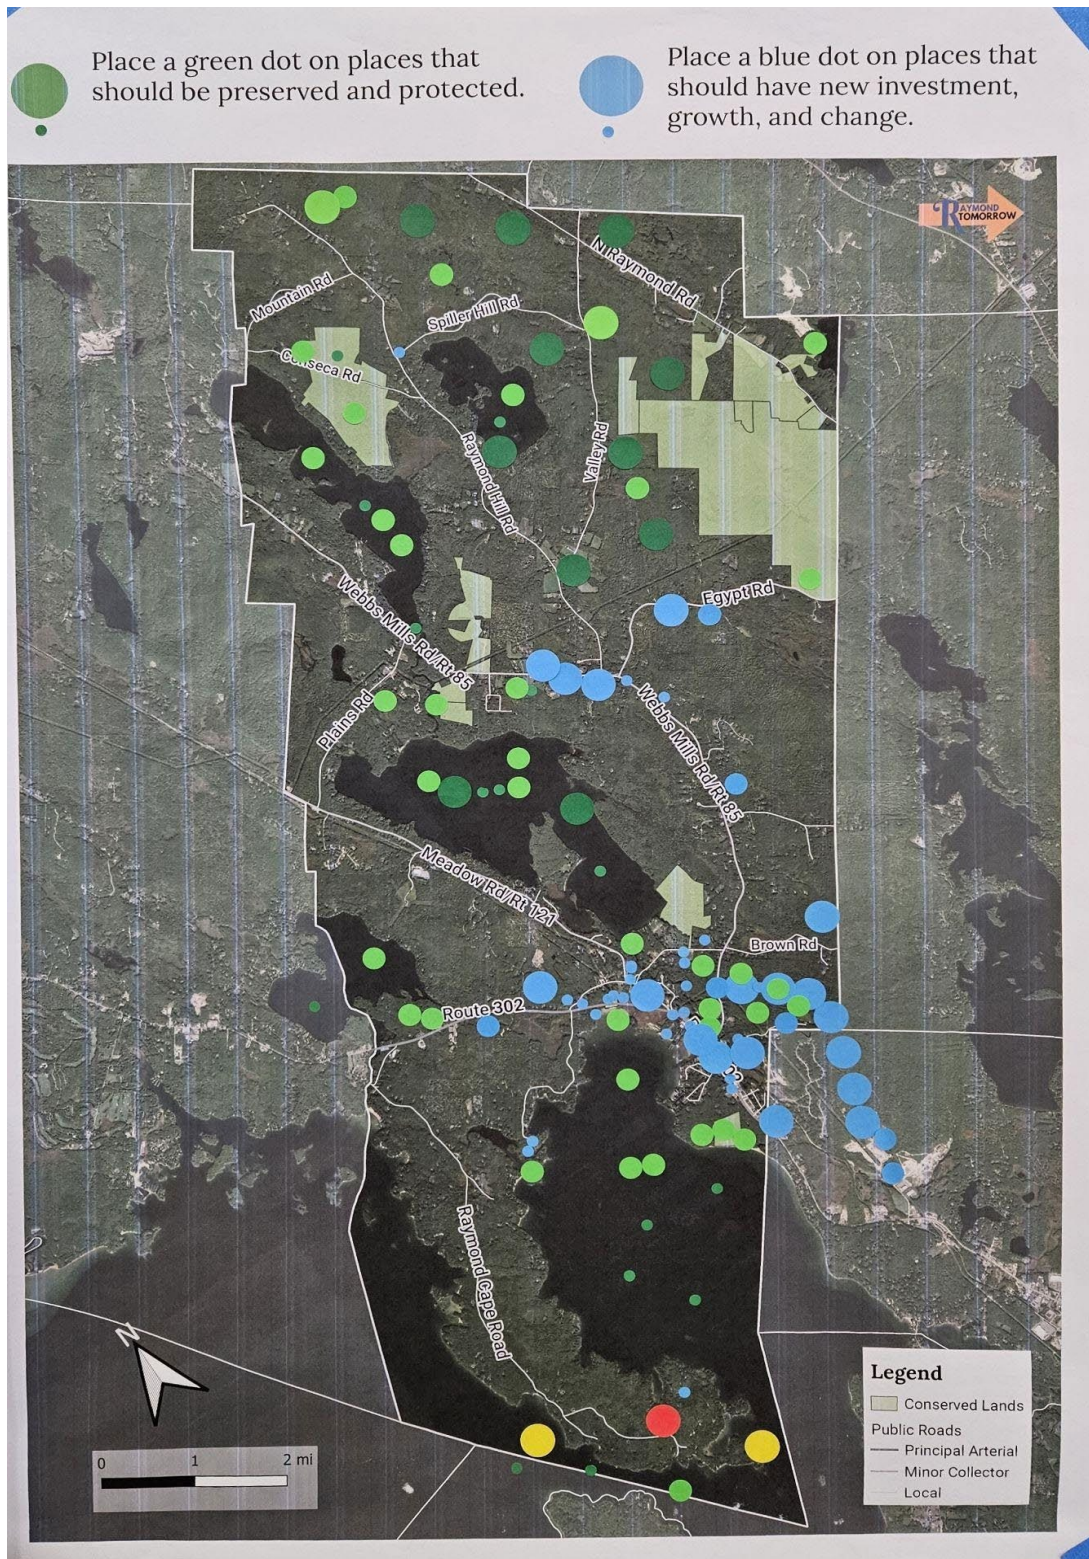 Place a green dot on places that
should be preserved and protected.
Place a blue dot on places that
should have new investment,
growth, and change.
RAYMOND
TOMORROW
N Raymond Rd
Mountain Rd
Spiller Hill Rd
Conseca Rd
Raymond Hill Rd
Valley Rd
Egypt Rd
Webbs Mills Rd/Rt 85
Plains Rd
Webbs Mills Rd/Rt 85
Meadow Rd/Rt 121
Brown Rd
Route 302
Raymond Cape Road
N
0 1 2 mi
Legend
Conserved Lands
Public Roads
Principal Arterial
Minor Collector
Local